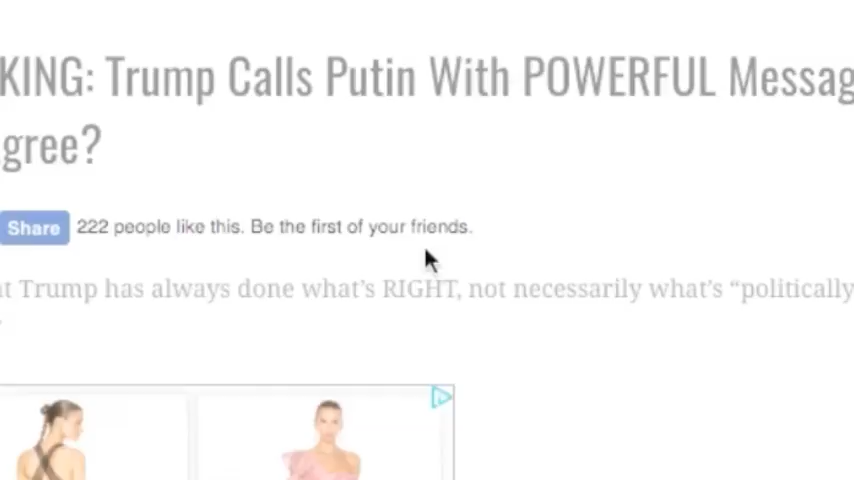 KING: Trump Calls Putin With POWERFUL Messag
gree?
Share 222 people like this. Be the first of your friends.
t Trump has always done what's RIGHT, not necessarily what's “politically